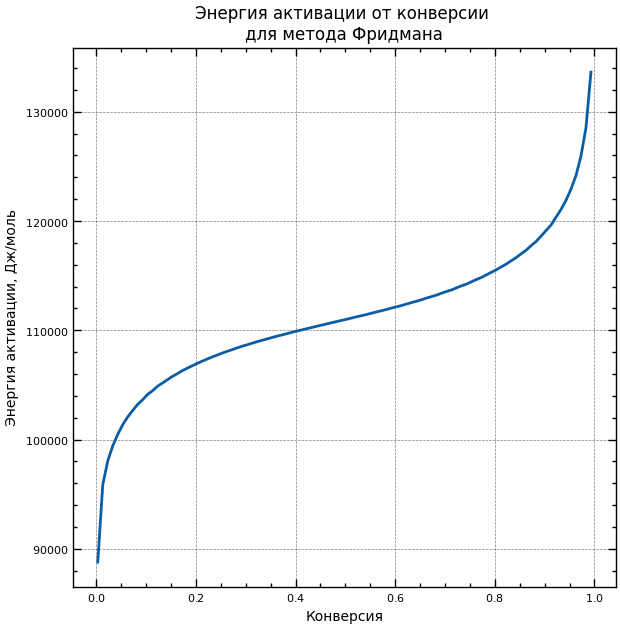 Энергия активации от конверсии
для метода Фридмана
Энергия активации, Дж/моль
130000
120000
110000
100000
90000
0.0 0.2 0.4 0.6 0.8 1.0
Конверсия